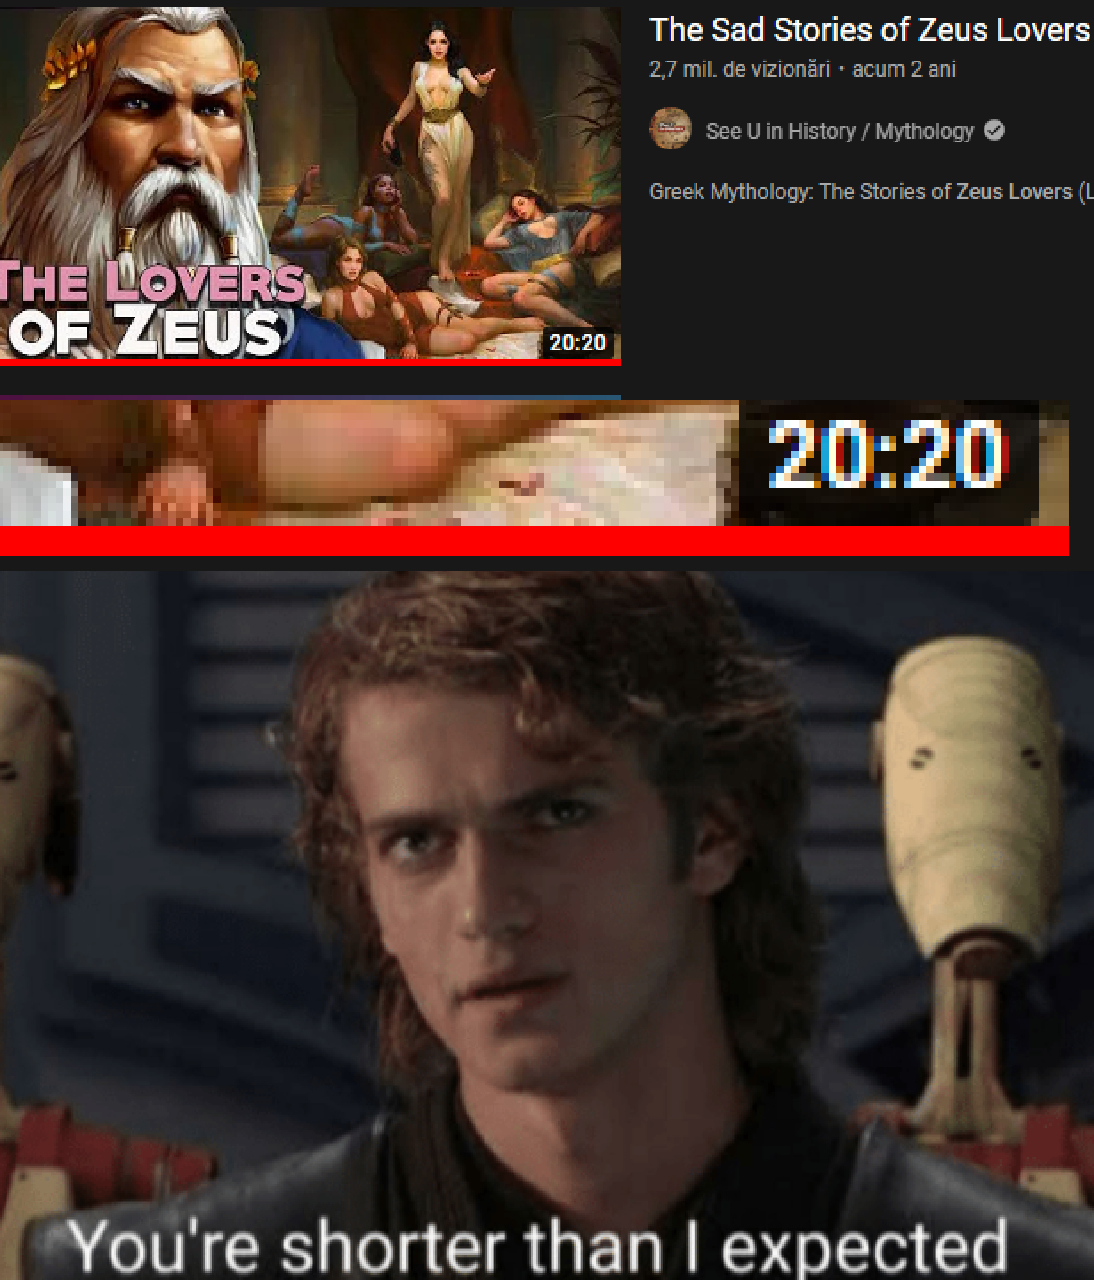 The Sad Stories of Zeus Lovers
2,7 mil. de vizionări • acum 2 ani
See U in History / Mythology
Greek Mythology: The Stories of Zeus Lovers (L
THE LOVERS
OF ZEUS
20:20
20:20
You're shorter than I expected